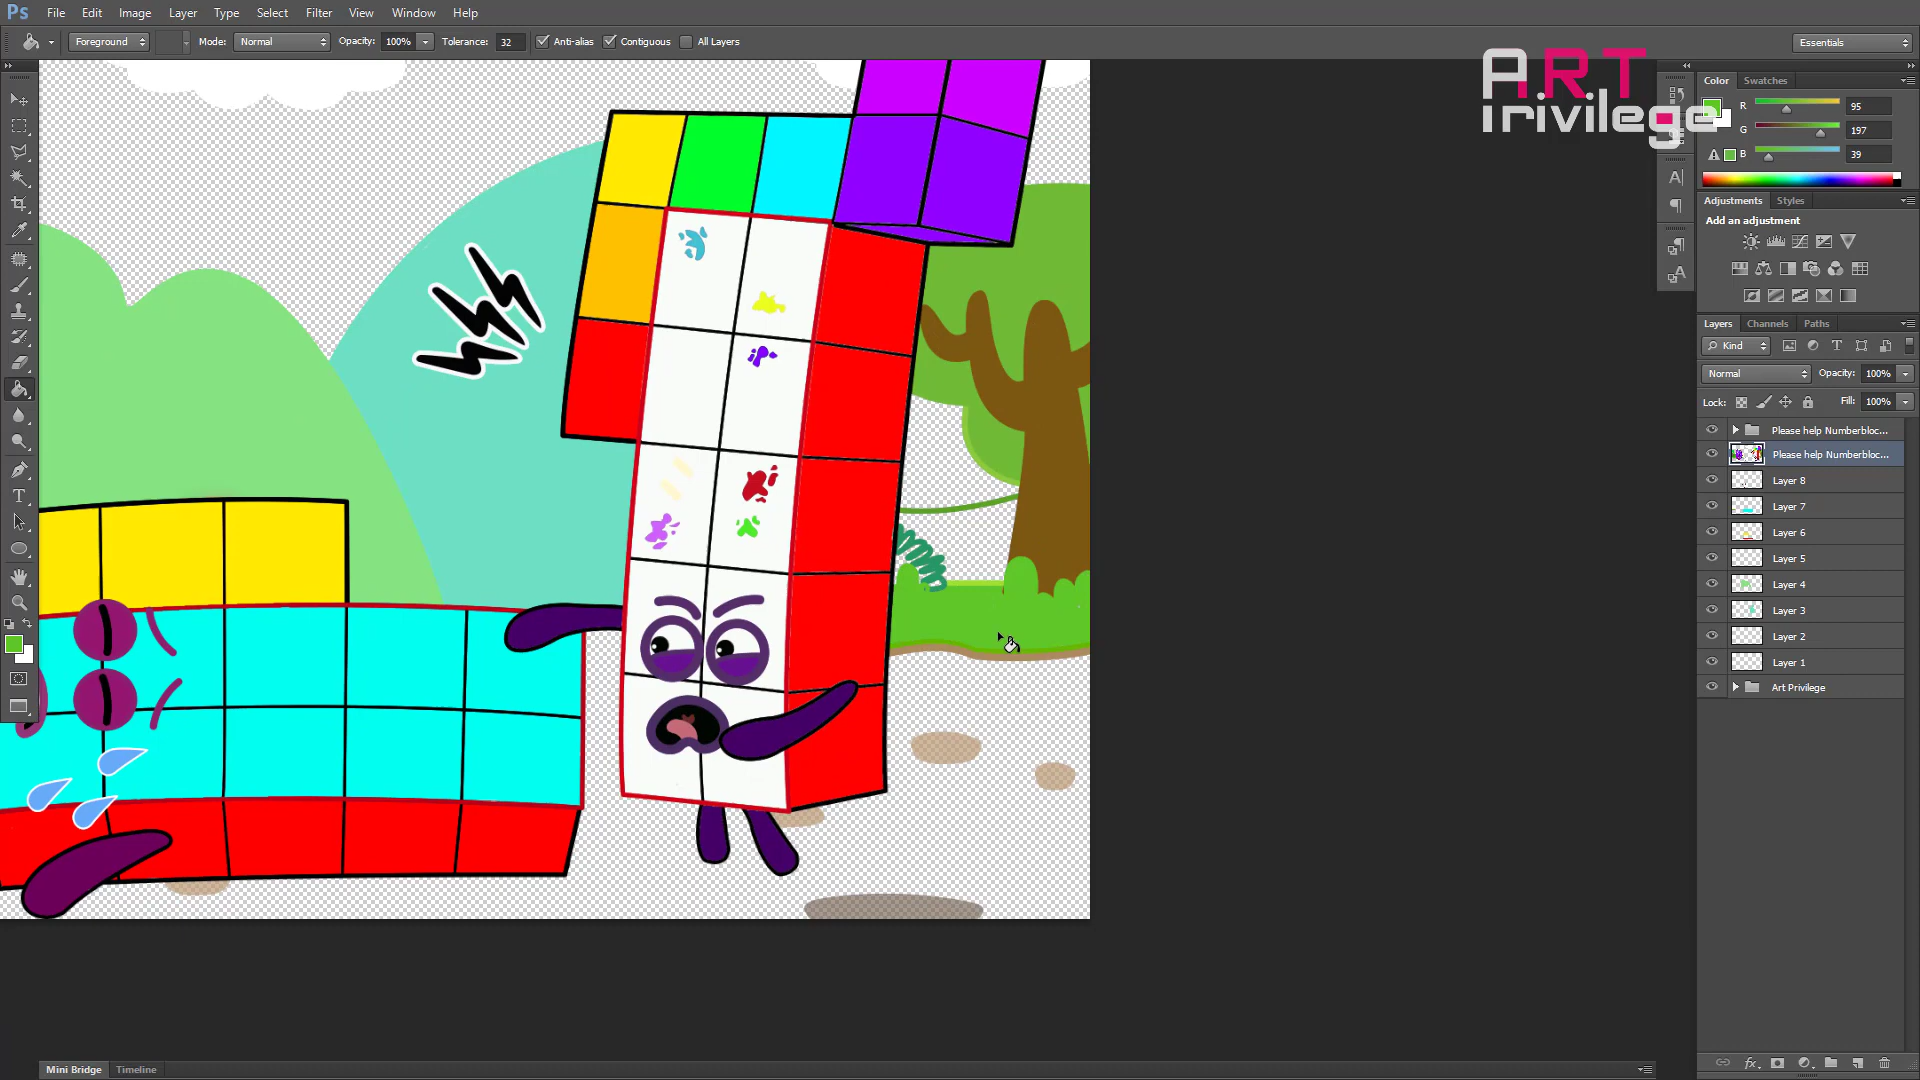 Ps File Edit Image Layer Type Select Filter View Window Help
Foreground Mode: Normal Opacity: 100% Tolerance: 32 Anti-alias Contiguous All Layers Essentials
ART
irivilege
Color Swatches
R 95
G 197
B 39
Adjustments Styles
Add an adjustment
Layers Channels Paths
Kind
Normal Opacity: 100%
Lock: Fill: 100%
Please help Numberbloc...
Please help Numberbloc...
Layer 8
Layer 7
Layer 6
Layer 5
Layer 4
Layer 3
Layer 2
Layer 1
Art Privilege
Mini Bridge Timeline